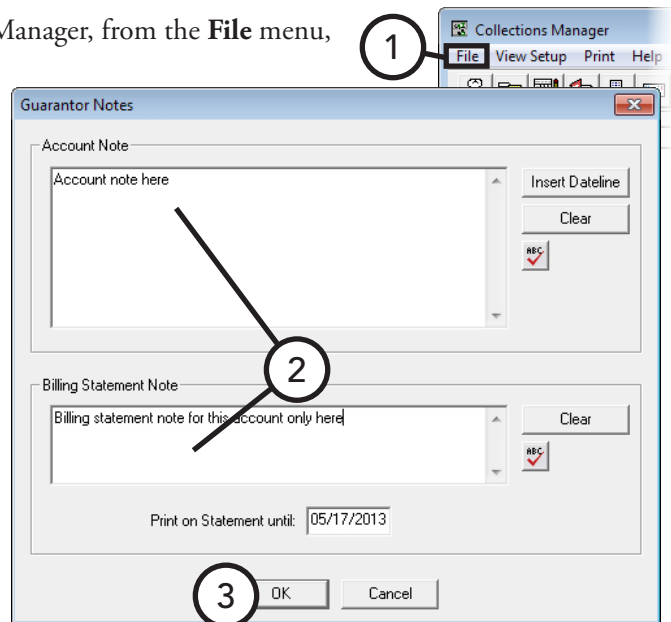 Manager, from the File menu,
1
Collections Manager
File View Setup Print Help
Guarantor Notes
Account Note
Account note here
Insert Dateline
Clear
ABC
2
Billing Statement Note
Billing statement note for this account only here
Clear
ABC
Print on Statement until: 05/17/2013
3
OK Cancel